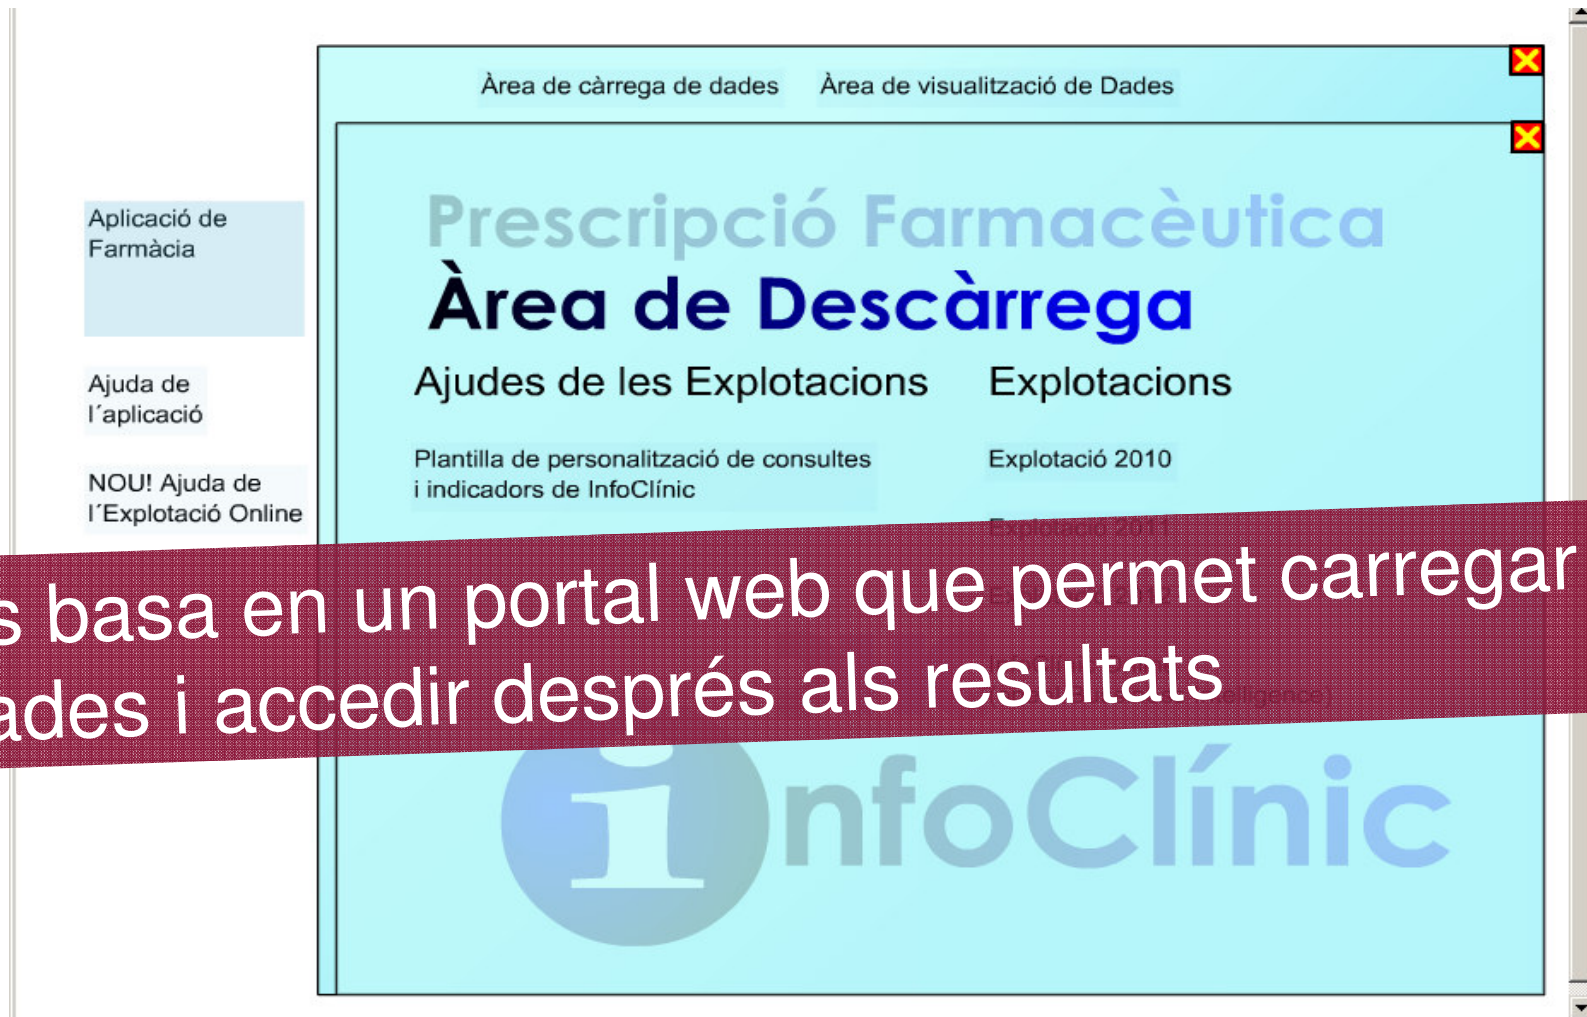 Àrea de càrrega de dades Àrea de visualització de Dades
Prescripció Farmacèutica
Àrea de Descàrrega
Aplicació de
Farmàcia
Ajuda de
l´aplicació
NOU! Ajuda de
l´Explotació Online
Ajudes de les Explotacions
Plantilla de personalització de consultes
i indicadors de InfoClínic
Explotacions
Explotació 2010
Explotació 2011
s basa en un portal web que permet carregar
ades i accedir després als resultats
infoClínic